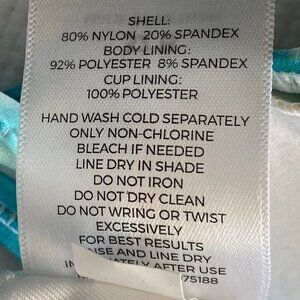 SHELL:
80% NYLON 20% SPANDEX
BODY LINING:
92% POLYESTER 8% SPANDEX
CUP LINING:
100% POLYESTER
HAND WASH COLD SEPARATELY
ONLY NON-CHLORINE
BLEACH IF NEEDED
LINE DRY IN SHADE
DO NOT IRON
DO NOT DRY CLEAN
DO NOT WRING OR TWIST
EXCESSIVELY
FOR BEST RESULTS
AND LINE DRY
AFTER USE
75188